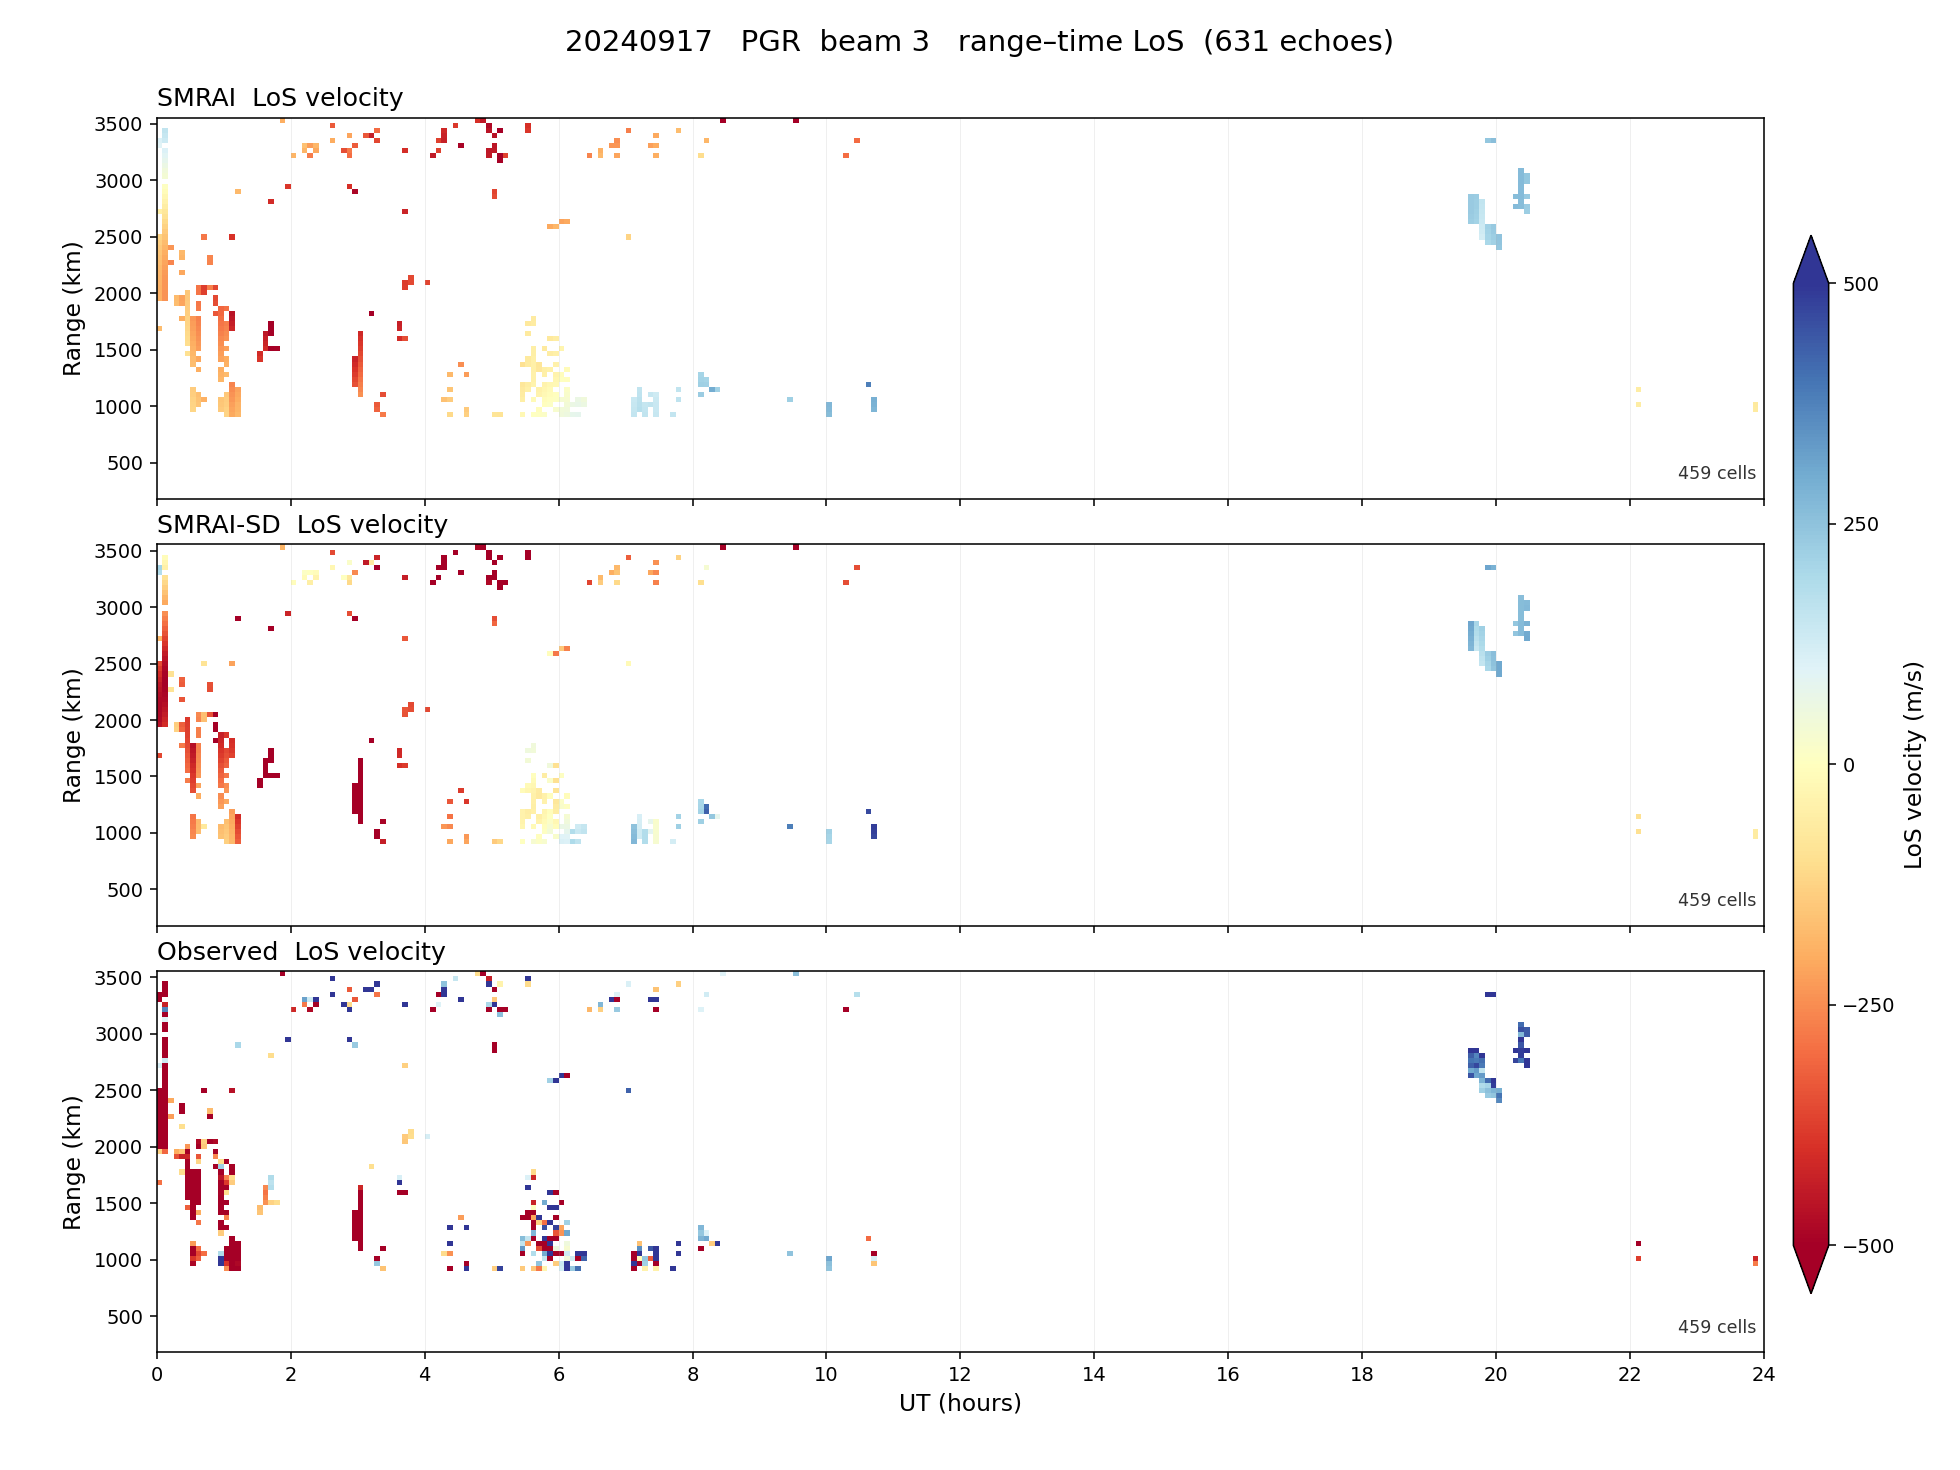 20240917   PGR  beam 3   range–time LoS  (631 echoes)
SMRAI  LoS velocity
3500
3000
2500
2000
1500
1000
500
Range (km)
459 cells
SMRAI-SD  LoS velocity
3500
3000
2500
2000
1500
1000
500
Range (km)
459 cells
Observed  LoS velocity
3500
3000
2500
2000
1500
1000
500
Range (km)
459 cells
0 2 4 6 8 10 12 14 16 18 20 22 24
UT (hours)
500
250
0
−250
−500
LoS velocity (m/s)